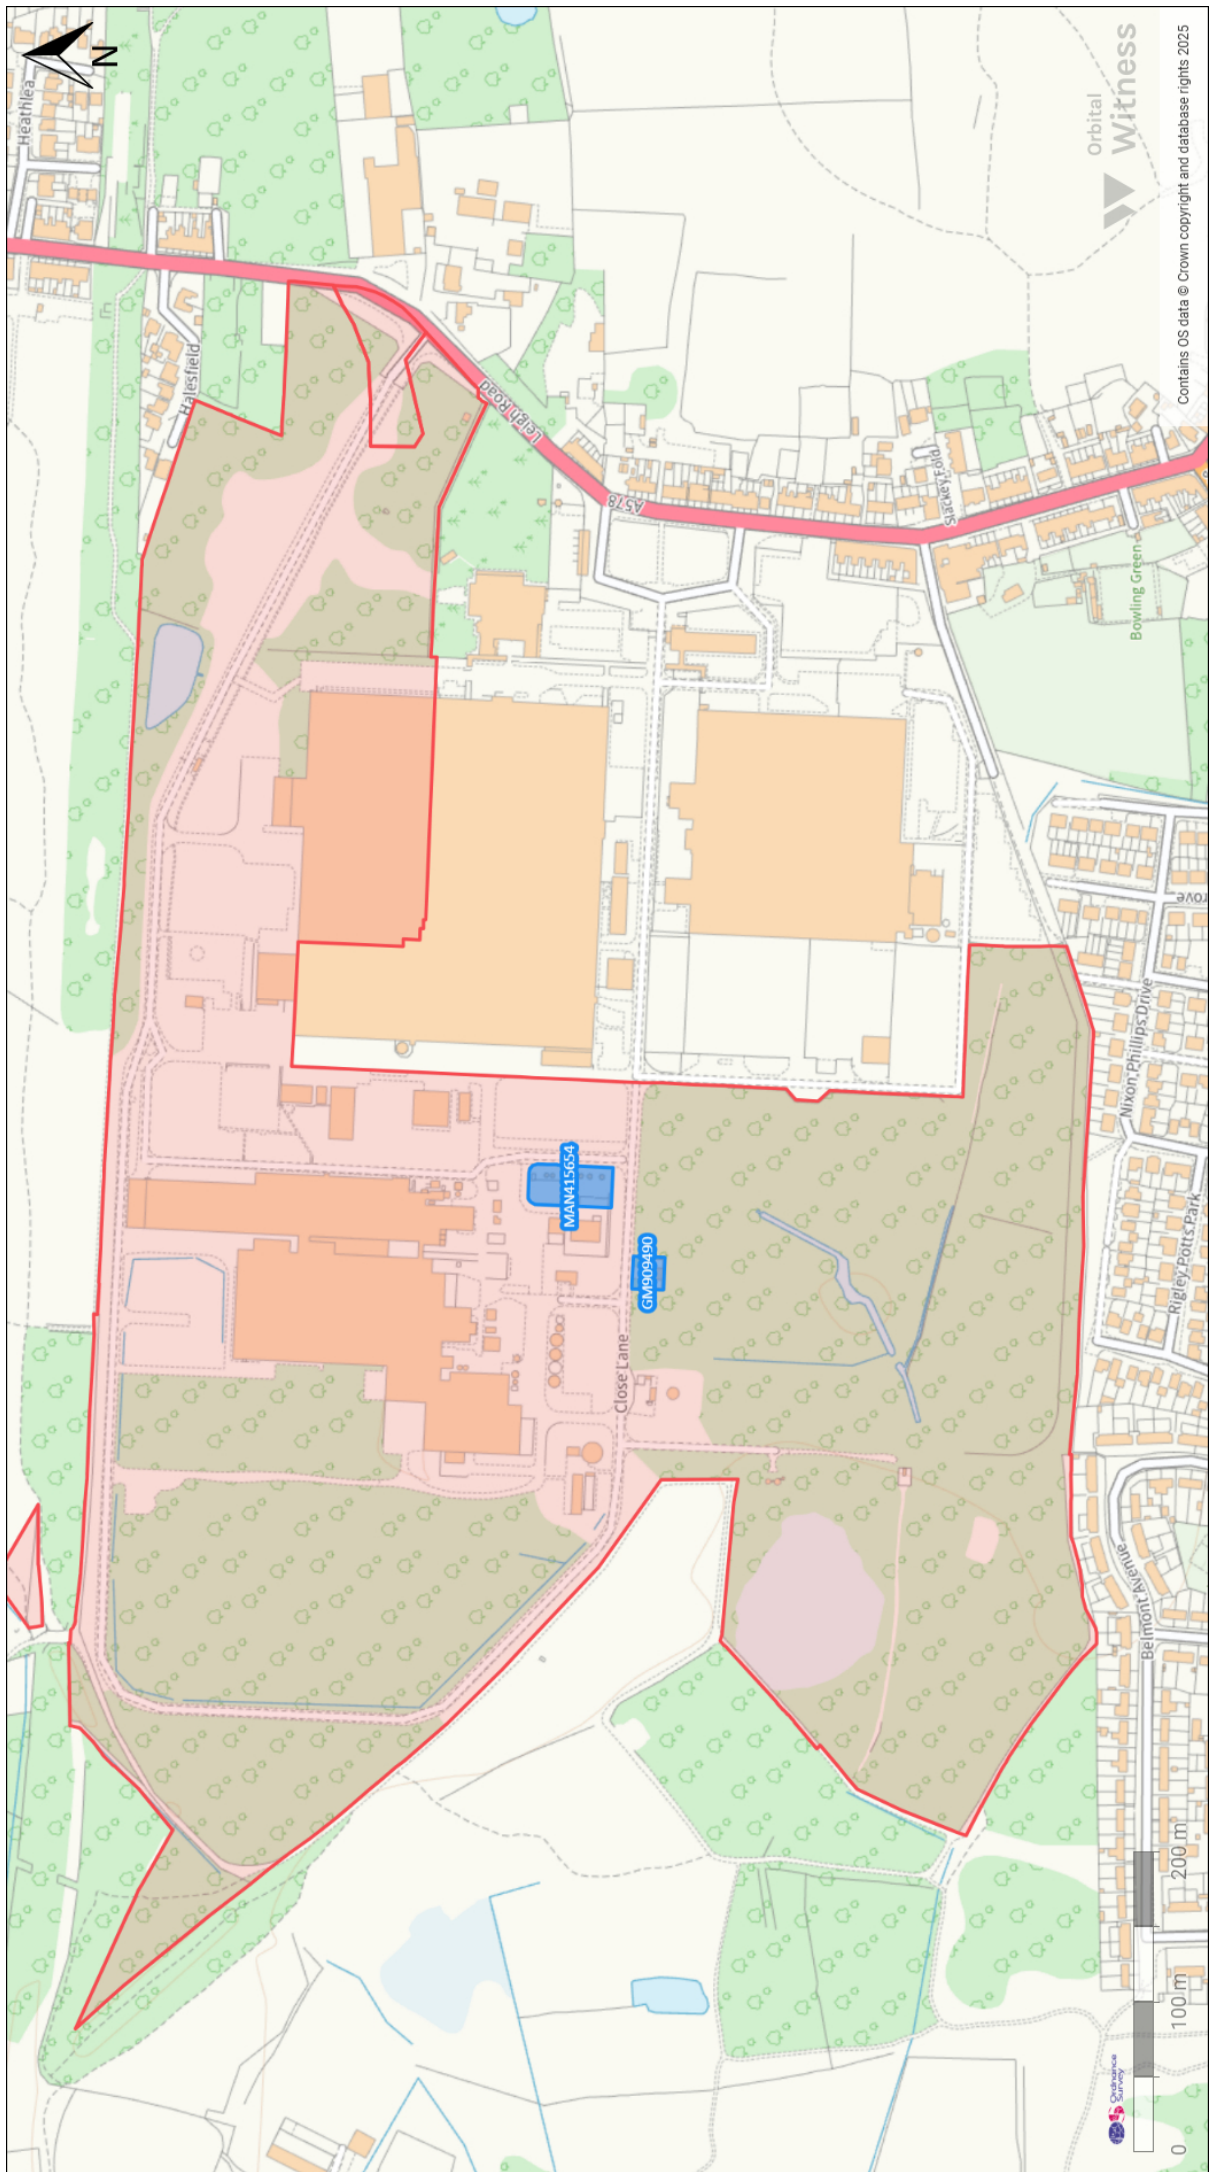 N
Heathlea
Orbital
Witness
Contains OS data © Crown copyright and database rights 2025
Halesfield
Leigh Road
A578
Slackey Fold
Bowling Green
rove
Nixon Phillips Drive
MAN415654
Rigley Potts Park
GM909490
Close Lane
Belmont Avenue
Ordnance
Survey
0
100 m
200 m